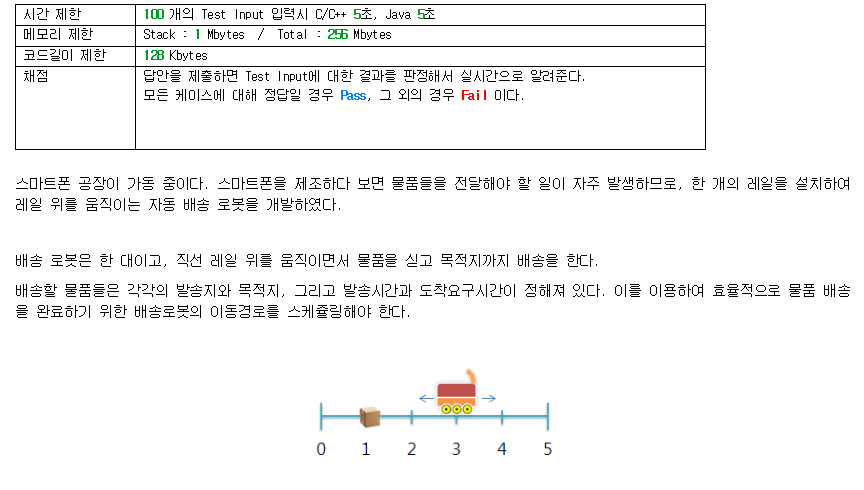 시간 제한 100 개의 Test Input 입력시 C/C++ 5초, Java 5초
메모리 제한 Stack : 1 Mbytes / Total : 256 Mbytes
코드길이 제한 128 Kbytes
채점 답안을 제출하면 Test Input에 대한 결과를 판정해서 실시간으로 알려준다.
모든 케이스에 대해 정답일 경우 Pass, 그 외의 경우 Fail 이다.
스마트폰 공장이 가동 중이다. 스마트폰을 제조하다 보면 물품들을 전달해야 할 일이 자주 발생하므로, 한 개의 레일을 설치하여
레일 위를 움직이는 자동 배송 로봇을 개발하였다.
배송 로봇은 한 대이고, 직선 레일 위를 움직이면서 물품을 싣고 목적지까지 배송을 한다.
배송할 물품들은 각각의 발송지와 목적지, 그리고 발송시간과 도착요구시간이 정해져 있다. 이를 이용하여 효율적으로 물품 배송
을 완료하기 위한 배송로봇의 이동경로를 스케쥴링해야 한다.
0 1 2 3 4 5